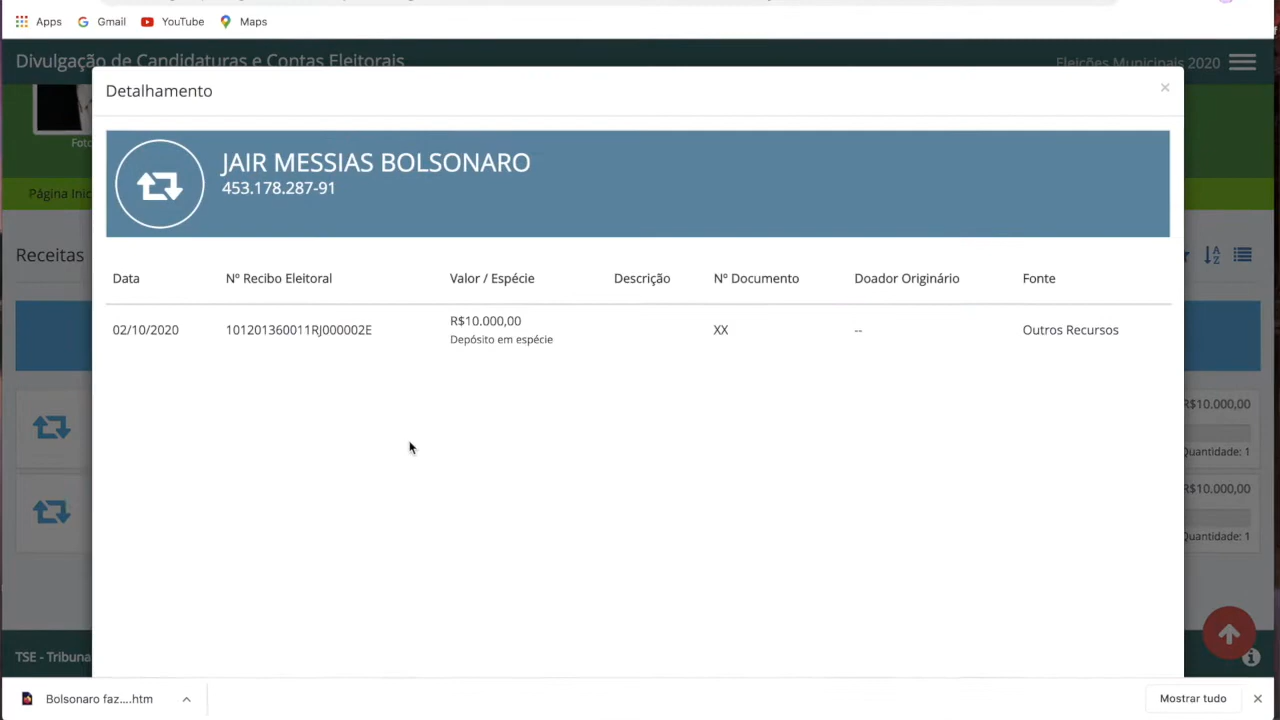 Apps Gmail YouTube Maps
Divulgação de Candidaturas e Contas Eleitorais
Eleições Municipais 2020
Detalhamento
×
Foto
JAIR MESSIAS BOLSONARO
453.178.287-91
Página Inic
Receitas
Data Nº Recibo Eleitoral Valor / Espécie Descrição Nº Documento Doador Originário Fonte
02/10/2020 101201360011RJ000002E R$10.000,00 XX -- Outros Recursos
Depósito em espécie
R$10.000,00
Quantidade: 1
R$10.000,00
Quantidade: 1
TSE - Tribuna
Bolsonaro faz....htm
Mostrar tudo